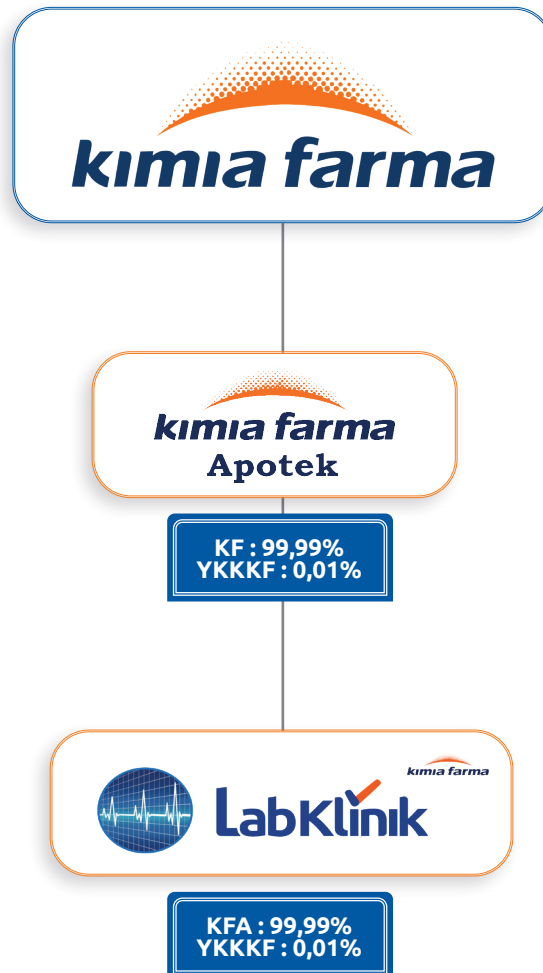 kimia farma
kimia farma
Apotek
KF : 99,99%
YKKKF : 0,01%
kimia farma
LabKlinik
KFA : 99,99%
YKKKF : 0,01%